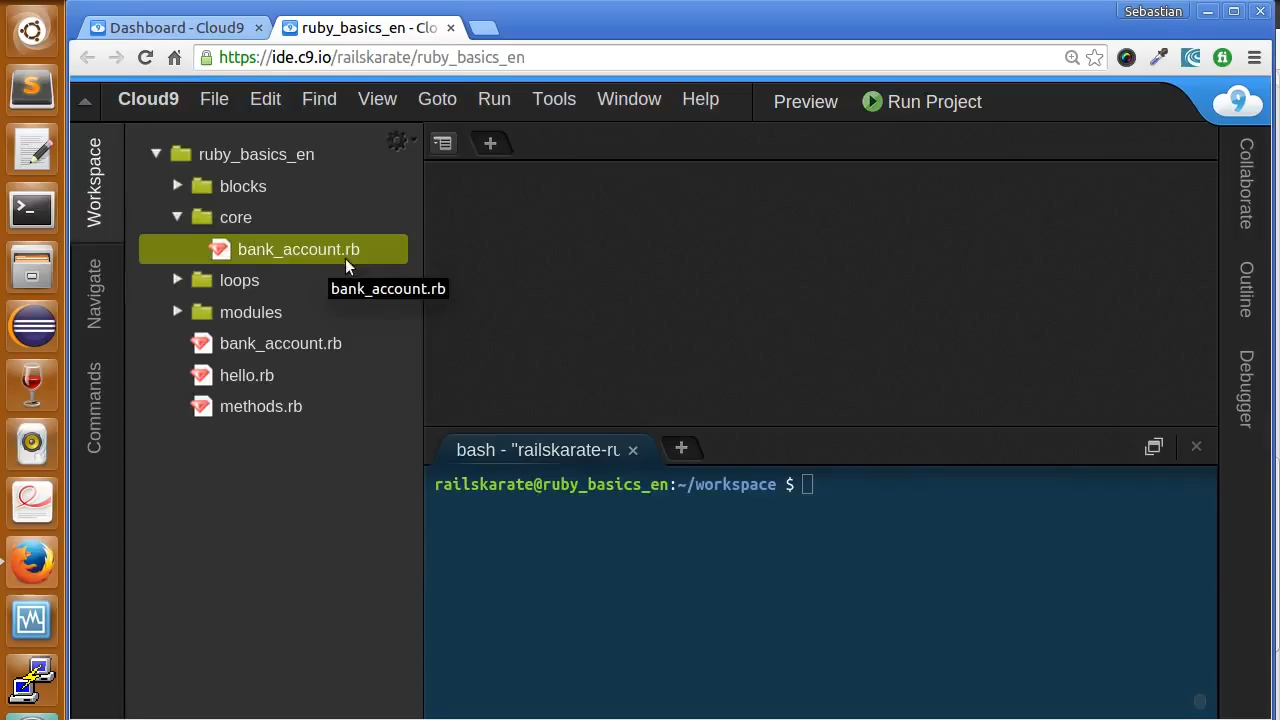 Sebastian
Dashboard - Cloud9
ruby_basics_en - Clo
https://ide.c9.io/railskarate/ruby_basics_en
Cloud9 File Edit Find View Goto Run Tools Window Help Preview Run Project
Workspace
Navigate
Commands
ruby_basics_en
blocks
core
bank_account.rb
bank_account.rb
loops
modules
bank_account.rb
hello.rb
methods.rb
bash - "railskarate-ru
railskarate@ruby_basics_en:~/workspace $
Collaborate
Outline
Debugger